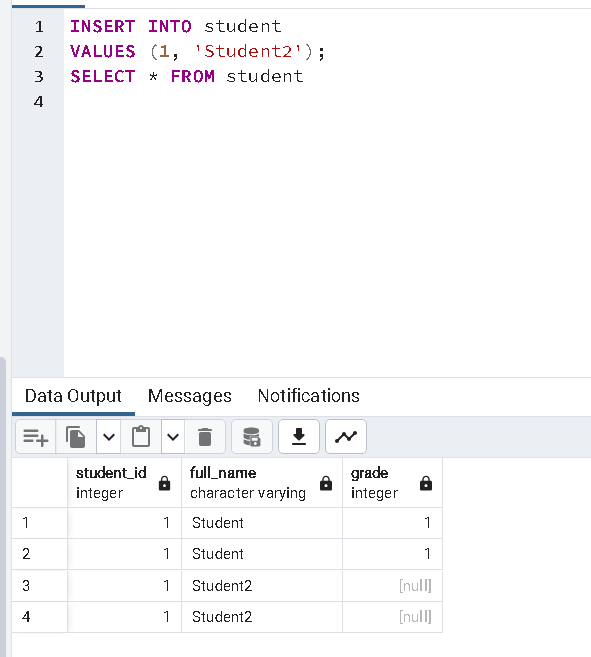 1 INSERT INTO student
2 VALUES (1, 'Student2');
3 SELECT * FROM student
4
Data Output Messages Notifications
student_id full_name grade
integer character varying integer
1 1 Student 1
2 1 Student 1
3 1 Student2 [null]
4 1 Student2 [null]